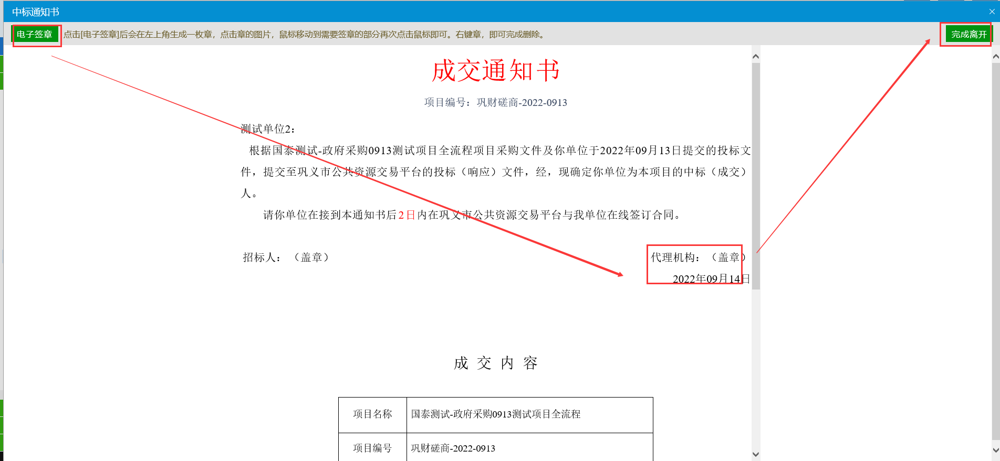 中标通知书
电子签章 点击[电子签章]后会在左上角生成一枚章，点击章的图片，鼠标移动到需要签章的部分再次点击鼠标即可。右键章，即可完成删除。 完成离开
成交通知书
项目编号：巩财磋商-2022-0913
测试单位2：
根据国泰测试-政府采购0913测试项目全流程项目采购文件及你单位于2022年09月13日提交的投标文
件，提交至巩义市公共资源交易平台的投标（响应）文件，经，现确定你单位为本项目的中标（成交）
人。
请你单位在接到本通知书后2日内在巩义市公共资源交易平台与我单位在线签订合同。
招标人：（盖章） 代理机构：（盖章）
2022年09月14日
成 交 内 容
项目名称 国泰测试-政府采购0913测试项目全流程
项目编号 巩财磋商-2022-0913